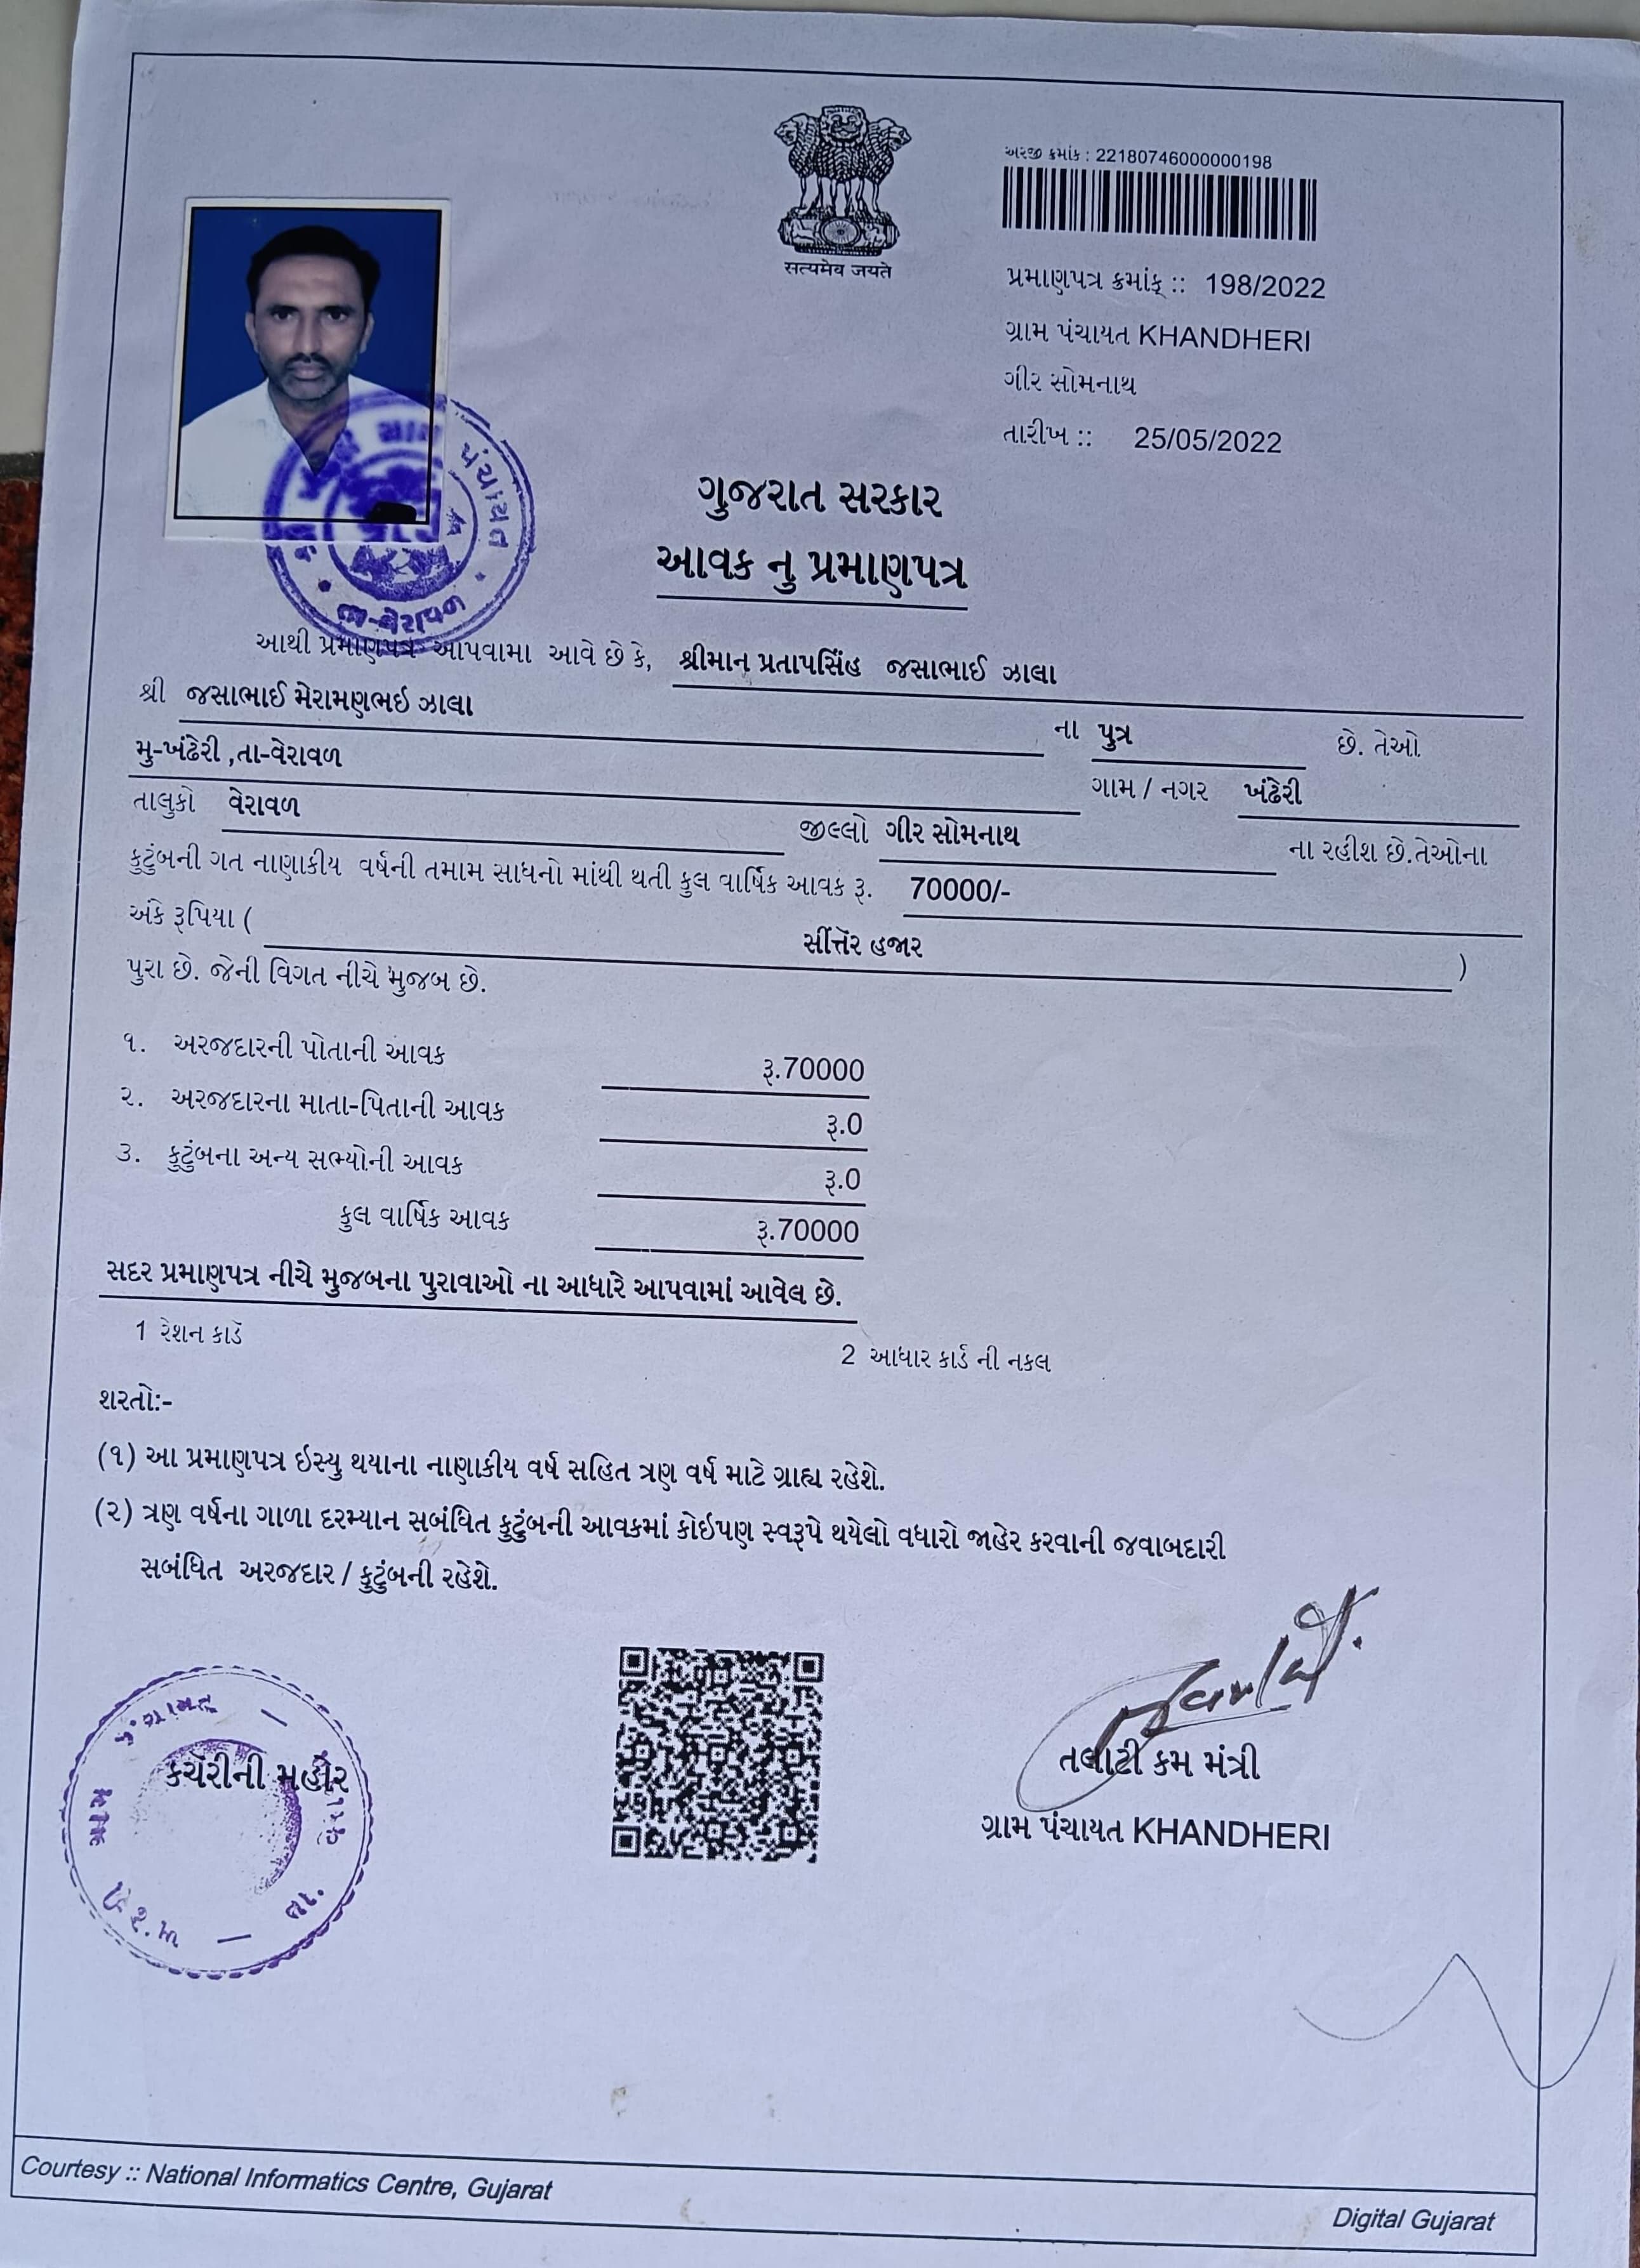 અરજી ક્રમાંક : 22180746000000198
सत्यमेव जयते
પ્રમાણપત્ર ક્રમાંક્ :: 198/2022
ગ્રામ પંચાયત KHANDHERI
ગીર સોમનાથ
તારીખ :: 25/05/2022
પંચાયત
તા-વેરાવળ
ગુજરાત સરકાર
આવક નુ પ્રમાણપત્ર
આથી પ્રમાણપત્ર આપવામા આવે છે કે, શ્રીમાન્ પ્રતાપસિંહ જસાભાઈ ઝાલા
શ્રી જસાભાઈ મેરામણભઇ ઝાલા ના પુત્ર છે. તેઓ
મુ-ખંઢેરી ,તા-વેરાવળ ગામ / નગર ખંઢેરી
તાલુકો વેરાવળ જીલ્લો ગીર સોમનાથ ના રહીશ છે.તેઓના
કુટુંબની ગત નાણાકીય વર્ષની તમામ સાધનો માંથી થતી કુલ વાર્ષિક આવક રૂ. 70000/-
અંકે રૂપિયા ( સીંત્તેર હજાર )
પુરા છે. જેની વિગત નીચે મુજબ છે.
૧. અરજદારની પોતાની આવક રૂ.70000
૨. અરજદારના માતા-પિતાની આવક રૂ.0
૩. કુટુંબના અન્ય સભ્યોની આવક રૂ.0
કુલ વાર્ષિક આવક રૂ.70000
સદર પ્રમાણપત્ર નીચે મુજબના પુરાવાઓ ના આધારે આપવામાં આવેલ છે.
1 રેશન કાર્ડ 2 આધાર કાર્ડ ની નકલ
શરતો:-
(૧) આ પ્રમાણપત્ર ઇસ્યુ થયાના નાણાકીય વર્ષ સહિત ત્રણ વર્ષ માટે ગ્રાહ્ય રહેશે.
(૨) ત્રણ વર્ષના ગાળા દરમ્યાન સબંધિત કુટુંબની આવકમાં કોઇપણ સ્વરૂપે થયેલો વધારો જાહેર કરવાની જવાબદારી
સબંધિત અરજદાર / કુટુંબની રહેશે.
કચેરીની મહોર
તલાટી કમ મંત્રી
ગ્રામ પંચાયત KHANDHERI
Courtesy :: National Informatics Centre, Gujarat
Digital Gujarat